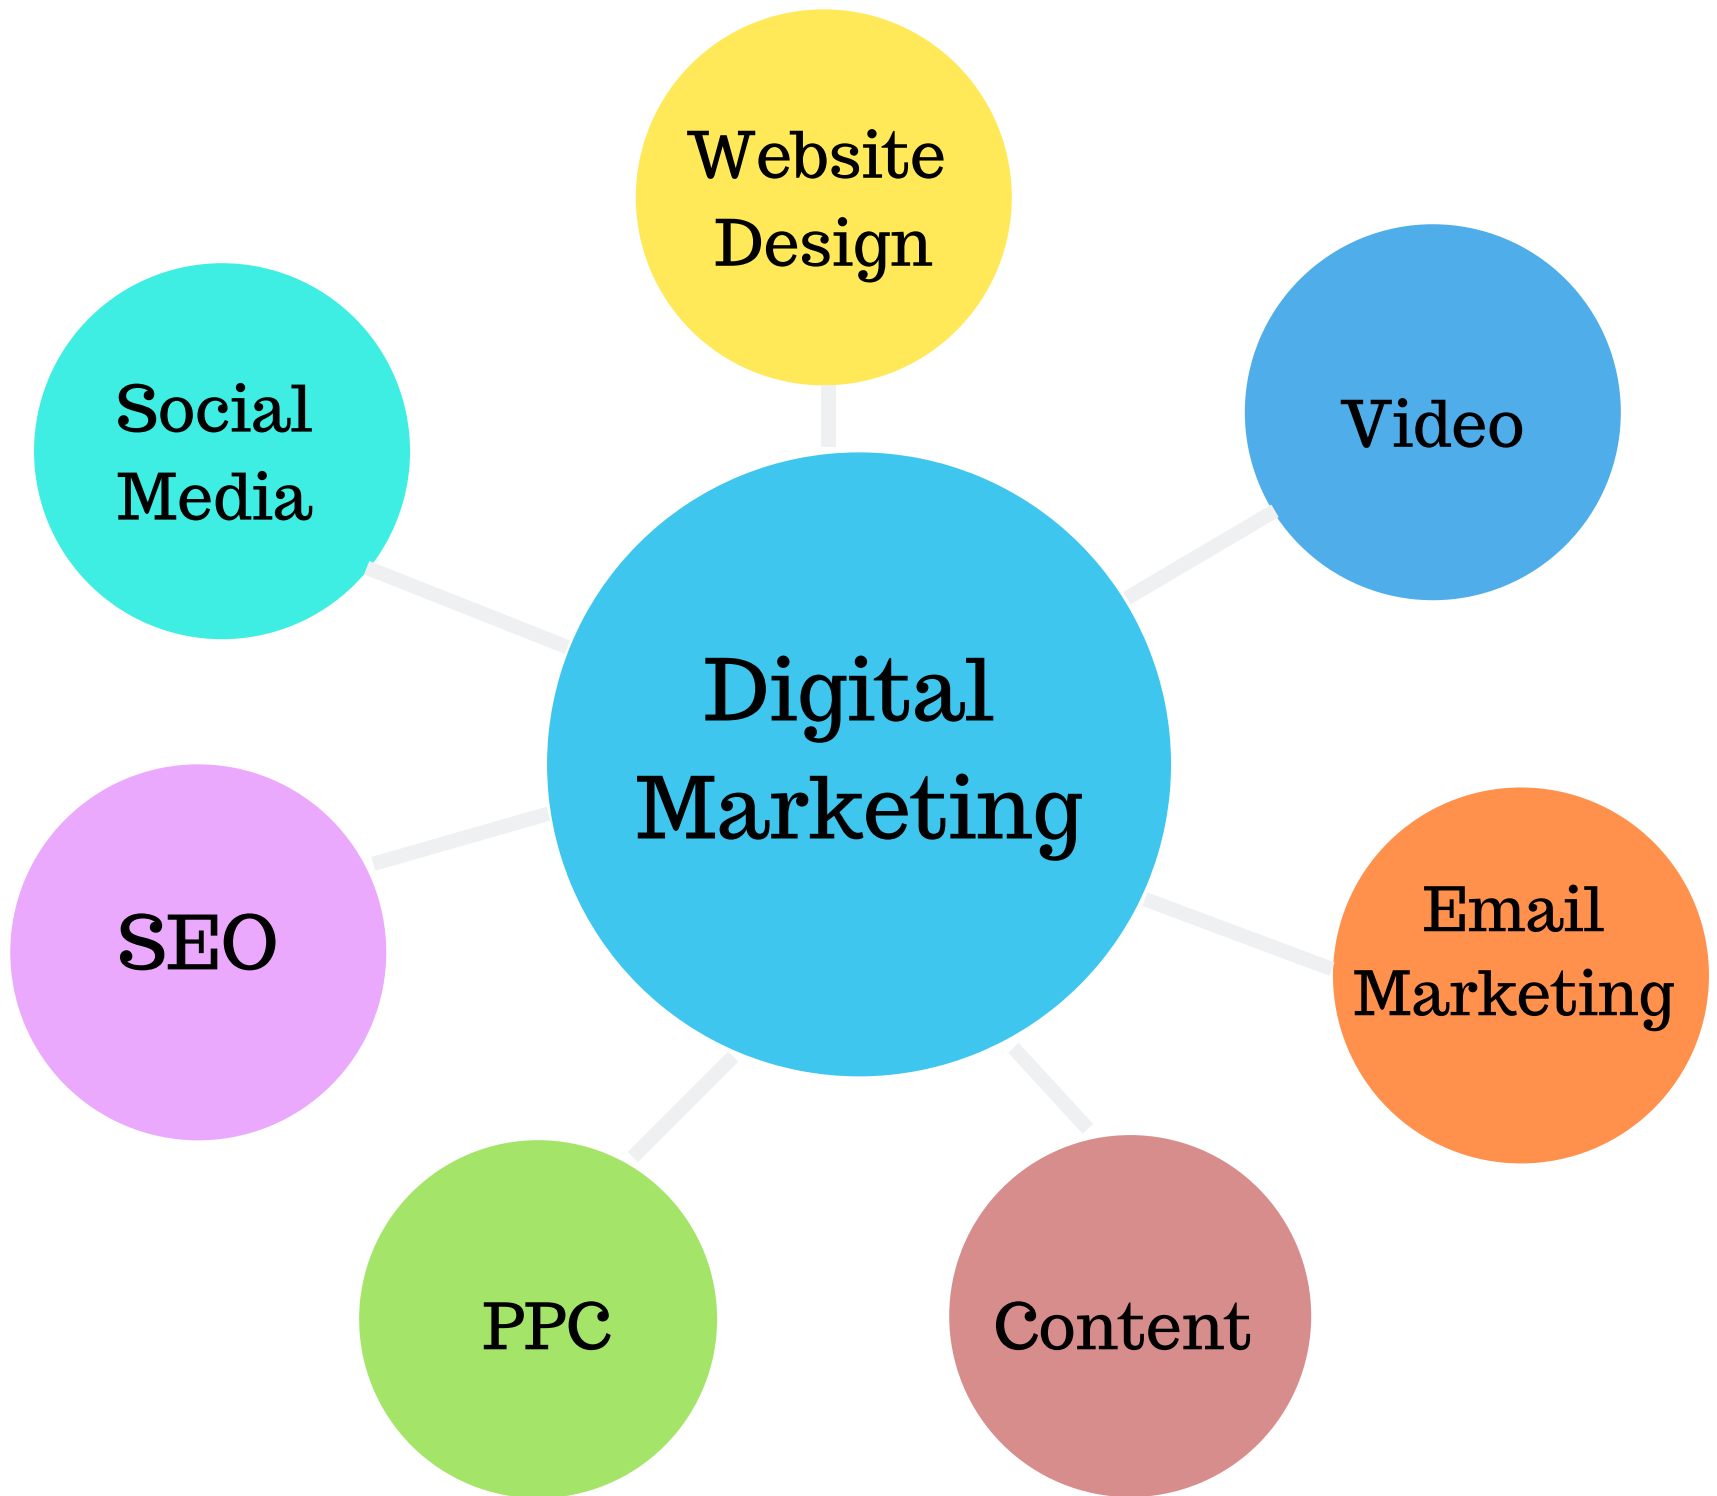 Website
Design
Social
Media
Video
Digital
Marketing
SEO
Email
Marketing
PPC
Content